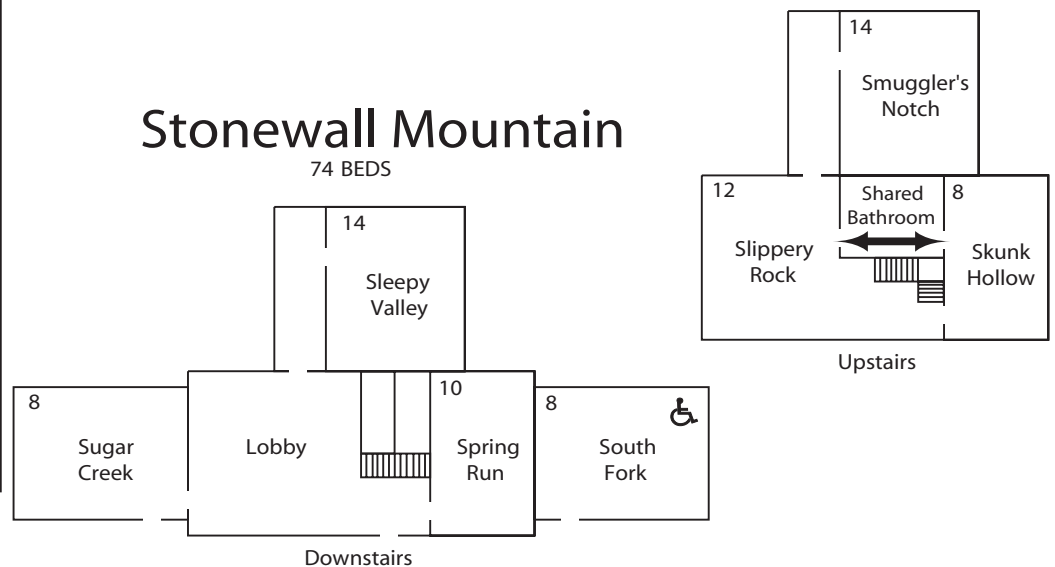 Stonewall Mountain
74 BEDS
14
Sleepy
Valley
8
Sugar
Creek
Lobby
10
Spring
Run
8
South
Fork
Downstairs
14
Smuggler's
Notch
12
Slippery
Rock
Shared
Bathroom
8
Skunk
Hollow
Upstairs